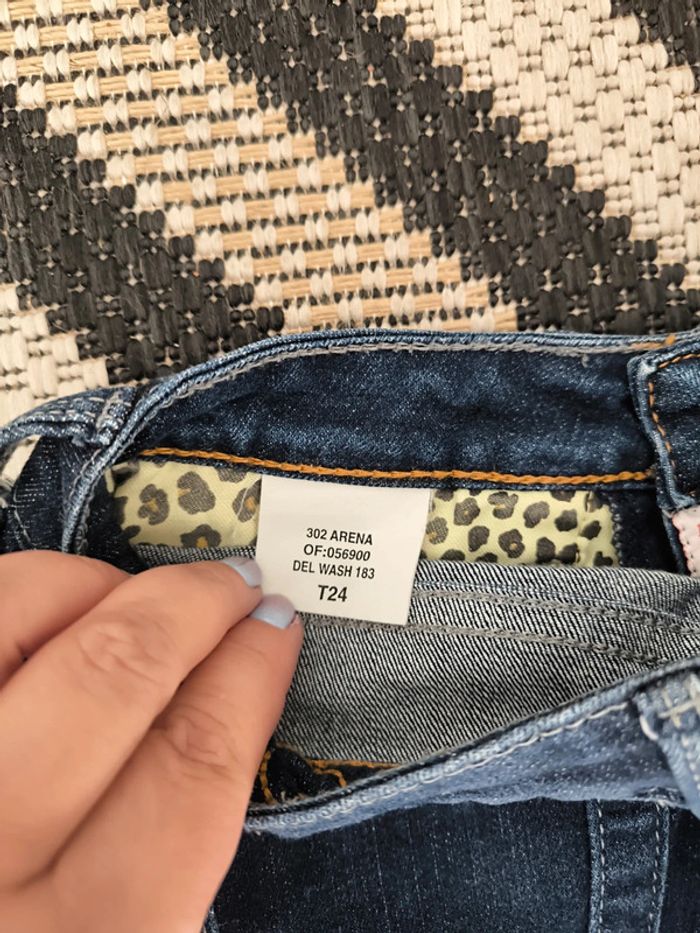 302 ARENA
OF:056900
DEL WASH 183
T24